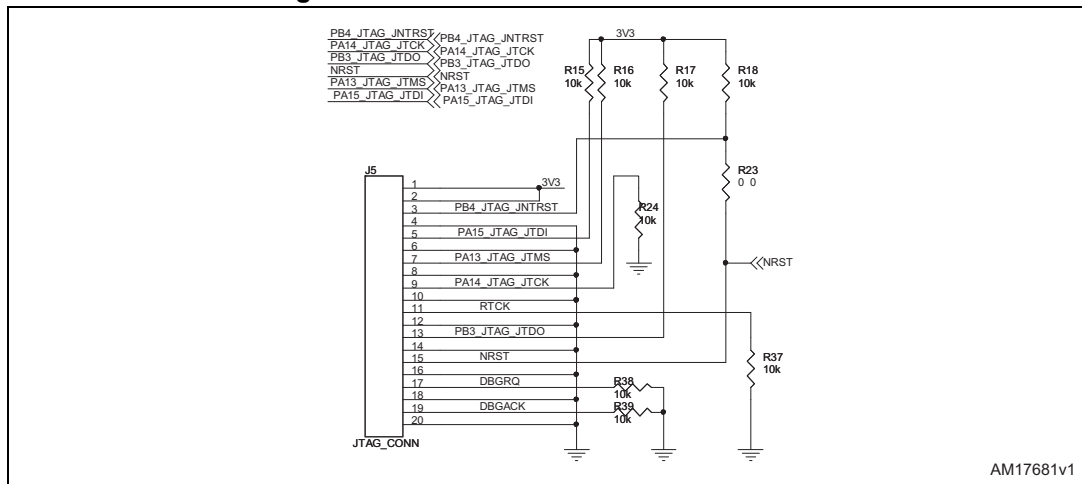 PB4_JTAG_JNTRST PB4_JTAG_JNTRST
PA14_JTAG_JTCK PA14_JTAG_JTCK
PB3_JTAG_JTDO PB3_JTAG_JTDO
NRST NRST
PA13_JTAG_JTMS PA13_JTAG_JTMS
PA15_JTAG_JTDI PA15_JTAG_JTDI
3V3
R15 R16 R17 R18
10k 10k 10k 10k
J5
R23
0 0
1 3V3
2
3 PB4_JTAG_JNTRST
R24
10k
4
5 PA15_JTAG_JTDI
6
7 PA13_JTAG_JTMS
NRST
8
9 PA14_JTAG_JTCK
10
11 RTCK
12
13 PB3_JTAG_JTDO
14
15 NRST
R37
10k
16
17 DBGRQ R38
10k
18
19 DBGACK R39
10k
20
JTAG_CONN
AM17681v1